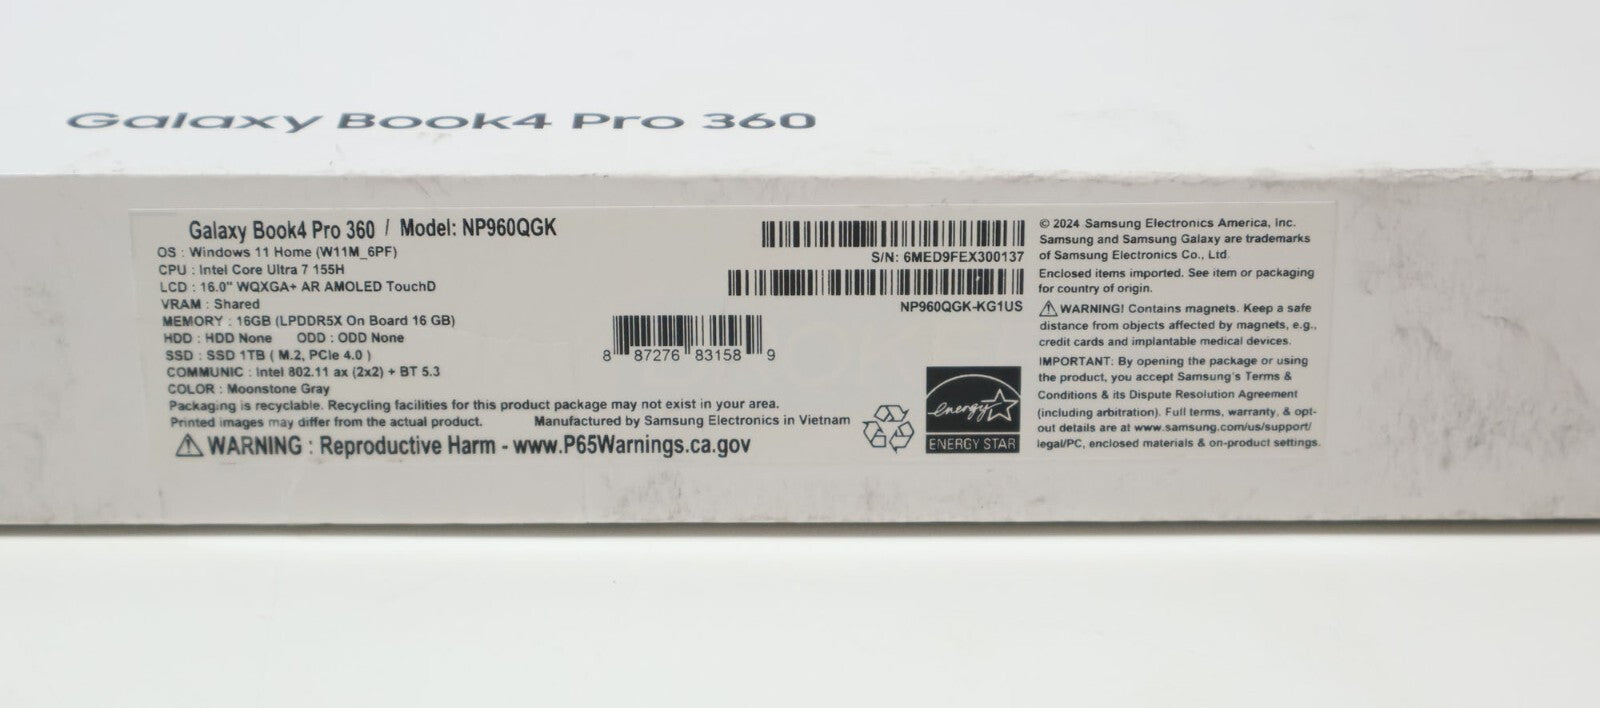 Galaxy Book4 Pro 360
Galaxy Book4 Pro 360 / Model: NP960QGK
OS : Windows 11 Home (W11M_6PF)
CPU : Intel Core Ultra 7 155H
LCD : 16.0" WQXGA+ AR AMOLED TouchD
VRAM : Shared
MEMORY : 16GB (LPDDR5X On Board 16 GB)
HDD : HDD None ODD : ODD None
SSD : SSD 1TB ( M.2, PCIe 4.0 )
COMMUNIC : Intel 802.11 ax (2x2) + BT 5.3
COLOR : Moonstone Gray
Packaging is recyclable. Recycling facilities for this product package may not exist in your area.
Printed images may differ from the actual product. Manufactured by Samsung Electronics in Vietnam
⚠ WARNING : Reproductive Harm - www.P65Warnings.ca.gov
S/N: 6MED9FEX300137
NP960QGK-KG1US
8 87276 83158 9
energy
ENERGY STAR
© 2024 Samsung Electronics America, Inc.
Samsung and Samsung Galaxy are trademarks
of Samsung Electronics Co., Ltd.
Enclosed items imported. See item or packaging
for country of origin.
⚠ WARNING! Contains magnets. Keep a safe
distance from objects affected by magnets, e.g.,
credit cards and implantable medical devices.
IMPORTANT: By opening the package or using
the product, you accept Samsung's Terms &
Conditions & its Dispute Resolution Agreement
(including arbitration). Full terms, warranty, & opt-
out details are at www.samsung.com/us/support/
legal/PC, enclosed materials & on-product settings.